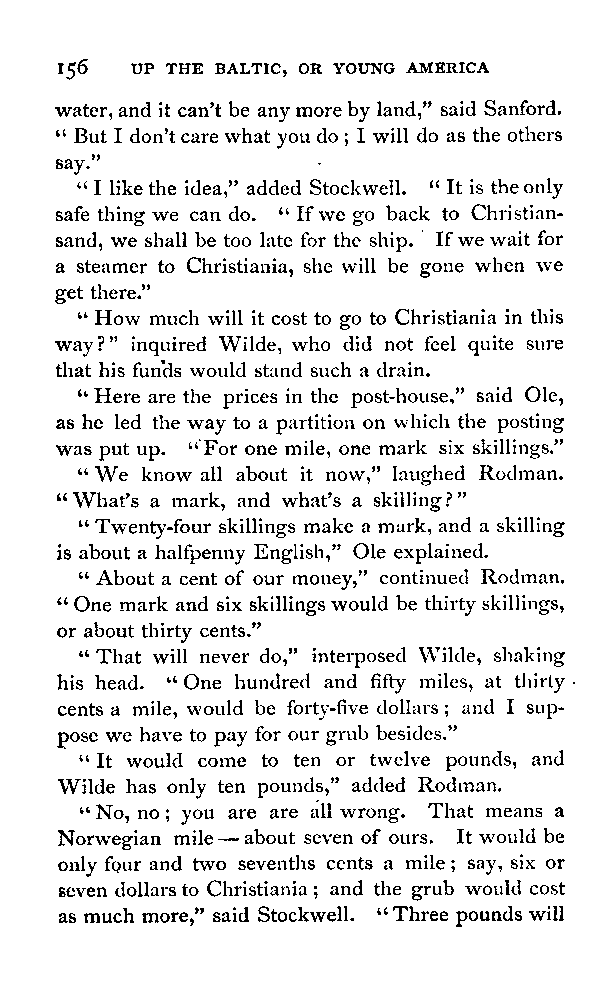 156 UP THE BALTIC, OR YOUNG AMERICA
water, and it can't be any more by land," said Sanford.
" But I don't care what you do ; I will do as the others
say."
" I like the idea," added Stockwell. " It is the only
safe thing we can do. " If we go back to Christian-
sand, we shall be too late for the ship. If we wait for
a steamer to Christiania, she will be gone when we
get there."
" How much will it cost to go to Christiania in this
way?" inquired Wilde, who did not feel quite sure
that his funds would stand such a drain.
" Here are the prices in the post-house," said Ole,
as he led the way to a partition on which the posting
was put up. " For one mile, one mark six skillings."
" We know all about it now," laughed Rodman.
" What's a mark, and what's a skilling?"
" Twenty-four skillings make a mark, and a skilling
is about a halfpenny English," Ole explained.
" About a cent of our money," continued Rodman.
" One mark and six skillings would be thirty skillings,
or about thirty cents."
" That will never do," interposed Wilde, shaking
his head. " One hundred and fifty miles, at thirty
cents a mile, would be forty-five dollars ; and I sup-
pose we have to pay for our grub besides."
" It would come to ten or twelve pounds, and
Wilde has only ten pounds," added Rodman.
" No, no ; you are are all wrong. That means a
Norwegian mile — about seven of ours. It would be
only four and two sevenths cents a mile ; say, six or
seven dollars to Christiania ; and the grub would cost
as much more," said Stockwell. " Three pounds will